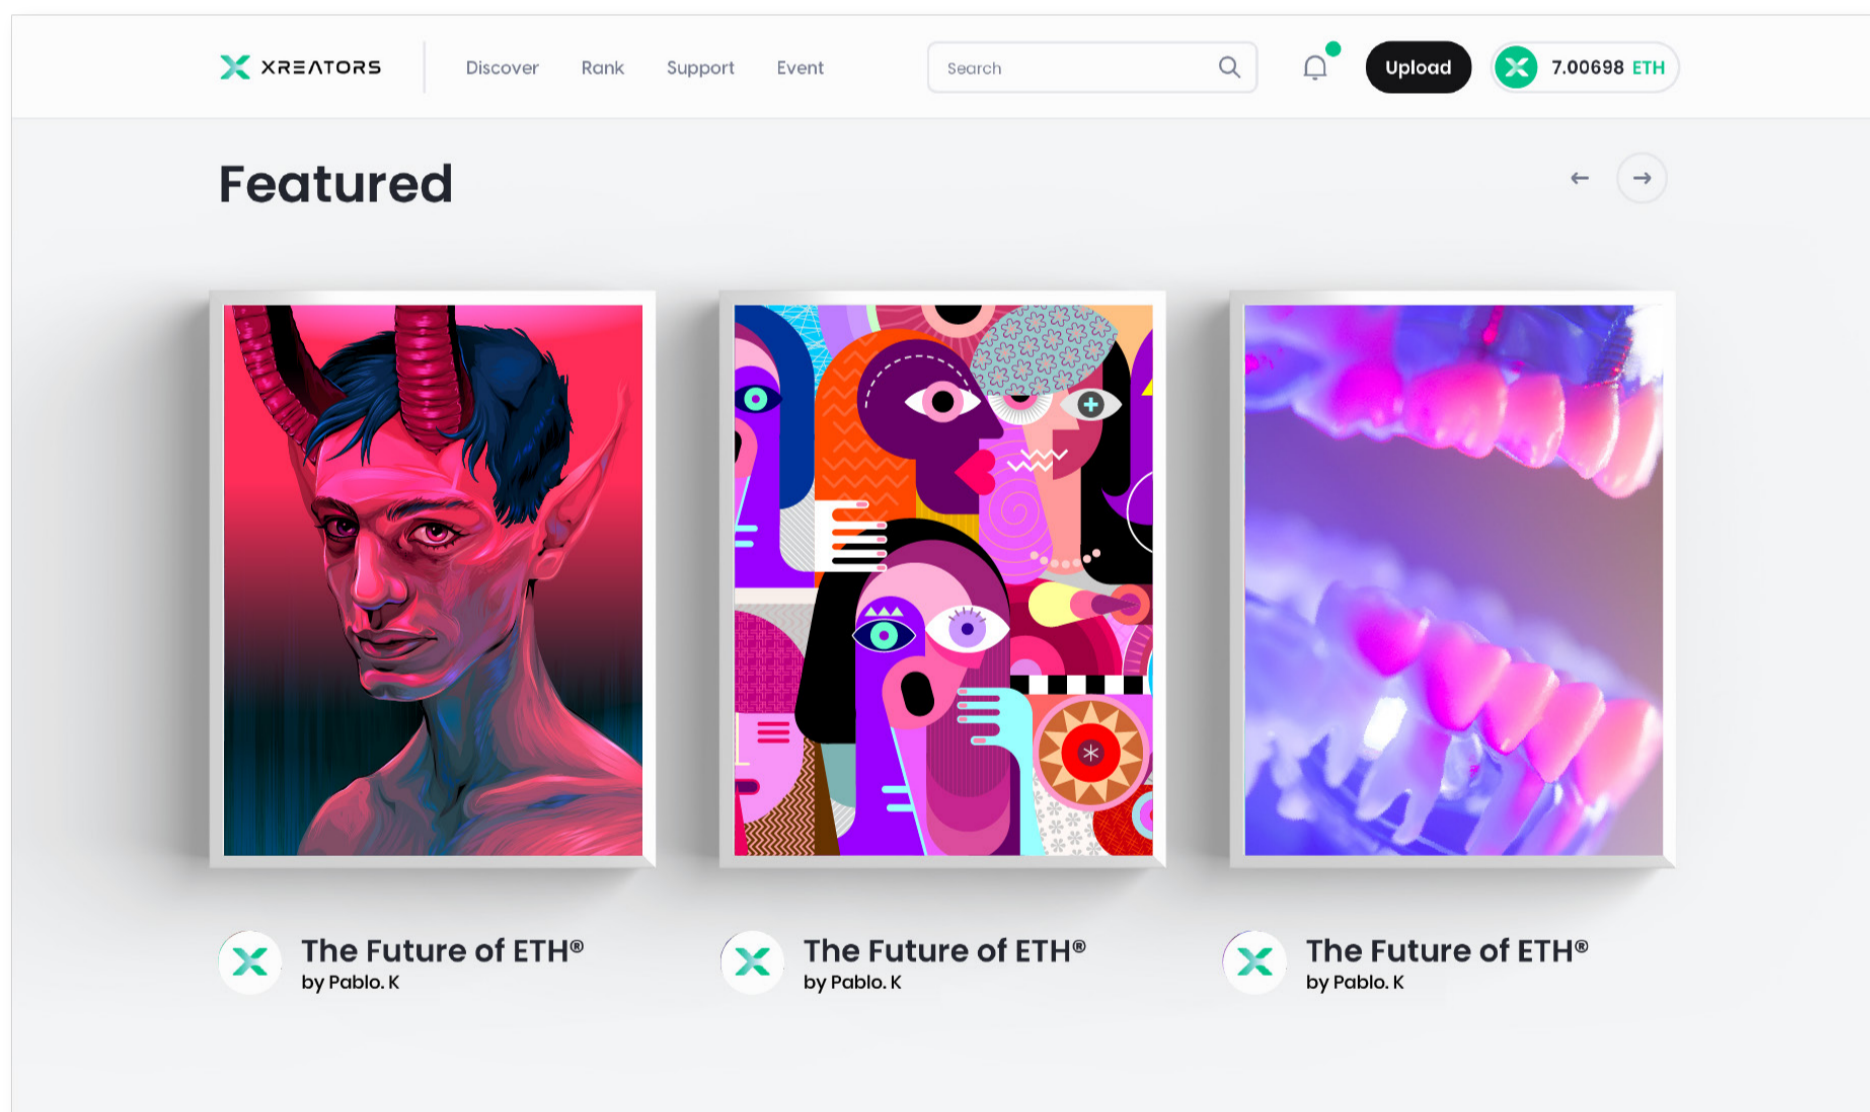 XREATORS
Discover Rank Support Event
Search
Upload
7.00698 ETH
Featured
The Future of ETH®
by Pablo. K
The Future of ETH®
by Pablo. K
The Future of ETH®
by Pablo. K